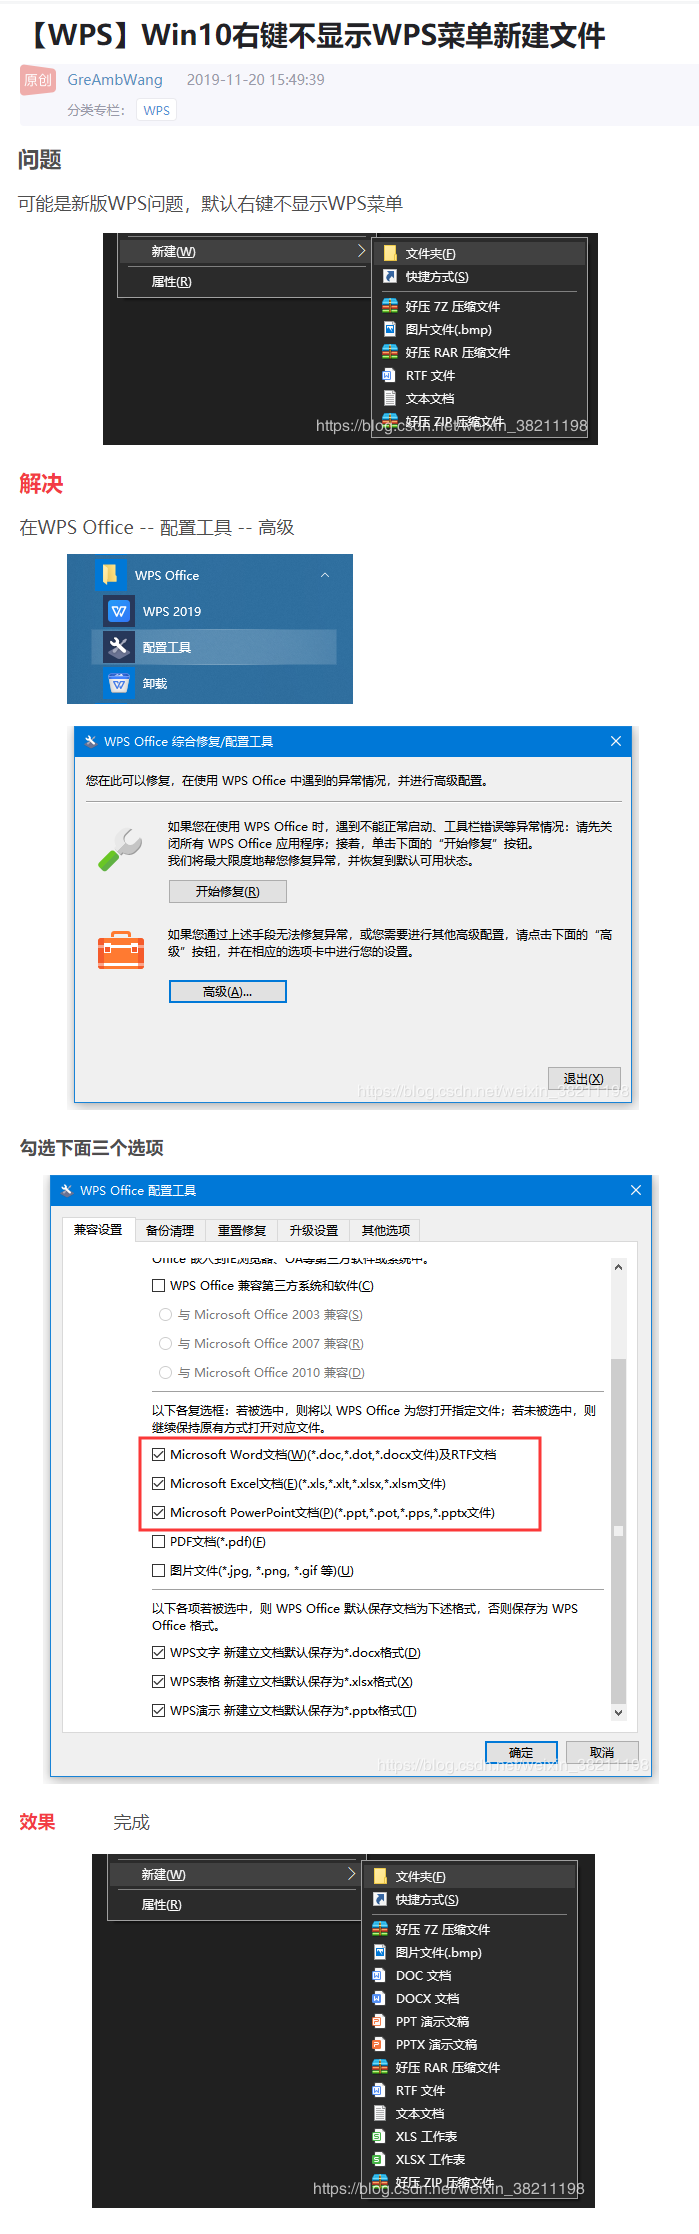 【WPS】Win10右键不显示WPS菜单新建文件
原创 GreAmbWang 2019-11-20 15:49:39
分类专栏： WPS
问题
可能是新版WPS问题，默认右键不显示WPS菜单
新建(W)
属性(R)
文件夹(F)
快捷方式(S)
好压 7Z 压缩文件
图片文件(.bmp)
好压 RAR 压缩文件
RTF 文件
文本文档
好压 ZIP 压缩文件
https://blog.csdn.net/weixin_38211198
解决
在WPS Office -- 配置工具 -- 高级
WPS Office
WPS 2019
配置工具
卸载
WPS Office 综合修复/配置工具
您在此可以修复，在使用 WPS Office 中遇到的异常情况，并进行高级配置。
如果您在使用 WPS Office 时，遇到不能正常启动、工具栏错误等异常情况：请先关
闭所有 WPS Office 应用程序；接着，单击下面的“开始修复”按钮。
我们将最大限度地帮您修复异常，并恢复到默认可用状态。
开始修复(R)
如果您通过上述手段无法修复异常，或您需要进行其他高级配置，请点击下面的“高
级”按钮，并在相应的选项卡中进行您的设置。
高级(A)...
退出(X)
https://blog.csdn.net/weixin_38211198
勾选下面三个选项
WPS Office 配置工具
兼容设置 备份清理 重置修复 升级设置 其他选项
Office 嵌入到IE浏览器、OA等第三方软件或系统中。
WPS Office 兼容第三方系统和软件(C)
与 Microsoft Office 2003 兼容(S)
与 Microsoft Office 2007 兼容(R)
与 Microsoft Office 2010 兼容(D)
以下各复选框：若被选中，则将以 WPS Office 为您打开指定文件；若未被选中，则
继续保持原有方式打开对应文件。
Microsoft Word文档(W)(*.doc,*.dot,*.docx文件)及RTF文档
Microsoft Excel文档(E)(*.xls,*.xlt,*.xlsx,*.xlsm文件)
Microsoft PowerPoint文档(P)(*.ppt,*.pot,*.pps,*.pptx文件)
PDF文档(*.pdf)(F)
图片文件(*.jpg, *.png, *.gif 等)(U)
以下各项若被选中，则 WPS Office 默认保存文档为下述格式，否则保存为 WPS
Office 格式。
WPS文字 新建立文档默认保存为*.docx格式(D)
WPS表格 新建立文档默认保存为*.xlsx格式(X)
WPS演示 新建立文档默认保存为*.pptx格式(T)
确定 取消
https://blog.csdn.net/weixin_38211198
效果 完成
新建(W)
属性(R)
文件夹(F)
快捷方式(S)
好压 7Z 压缩文件
图片文件(.bmp)
DOC 文档
DOCX 文档
PPT 演示文稿
PPTX 演示文稿
好压 RAR 压缩文件
RTF 文件
文本文档
XLS 工作表
XLSX 工作表
好压 ZIP 压缩文件
https://blog.csdn.net/weixin_38211198